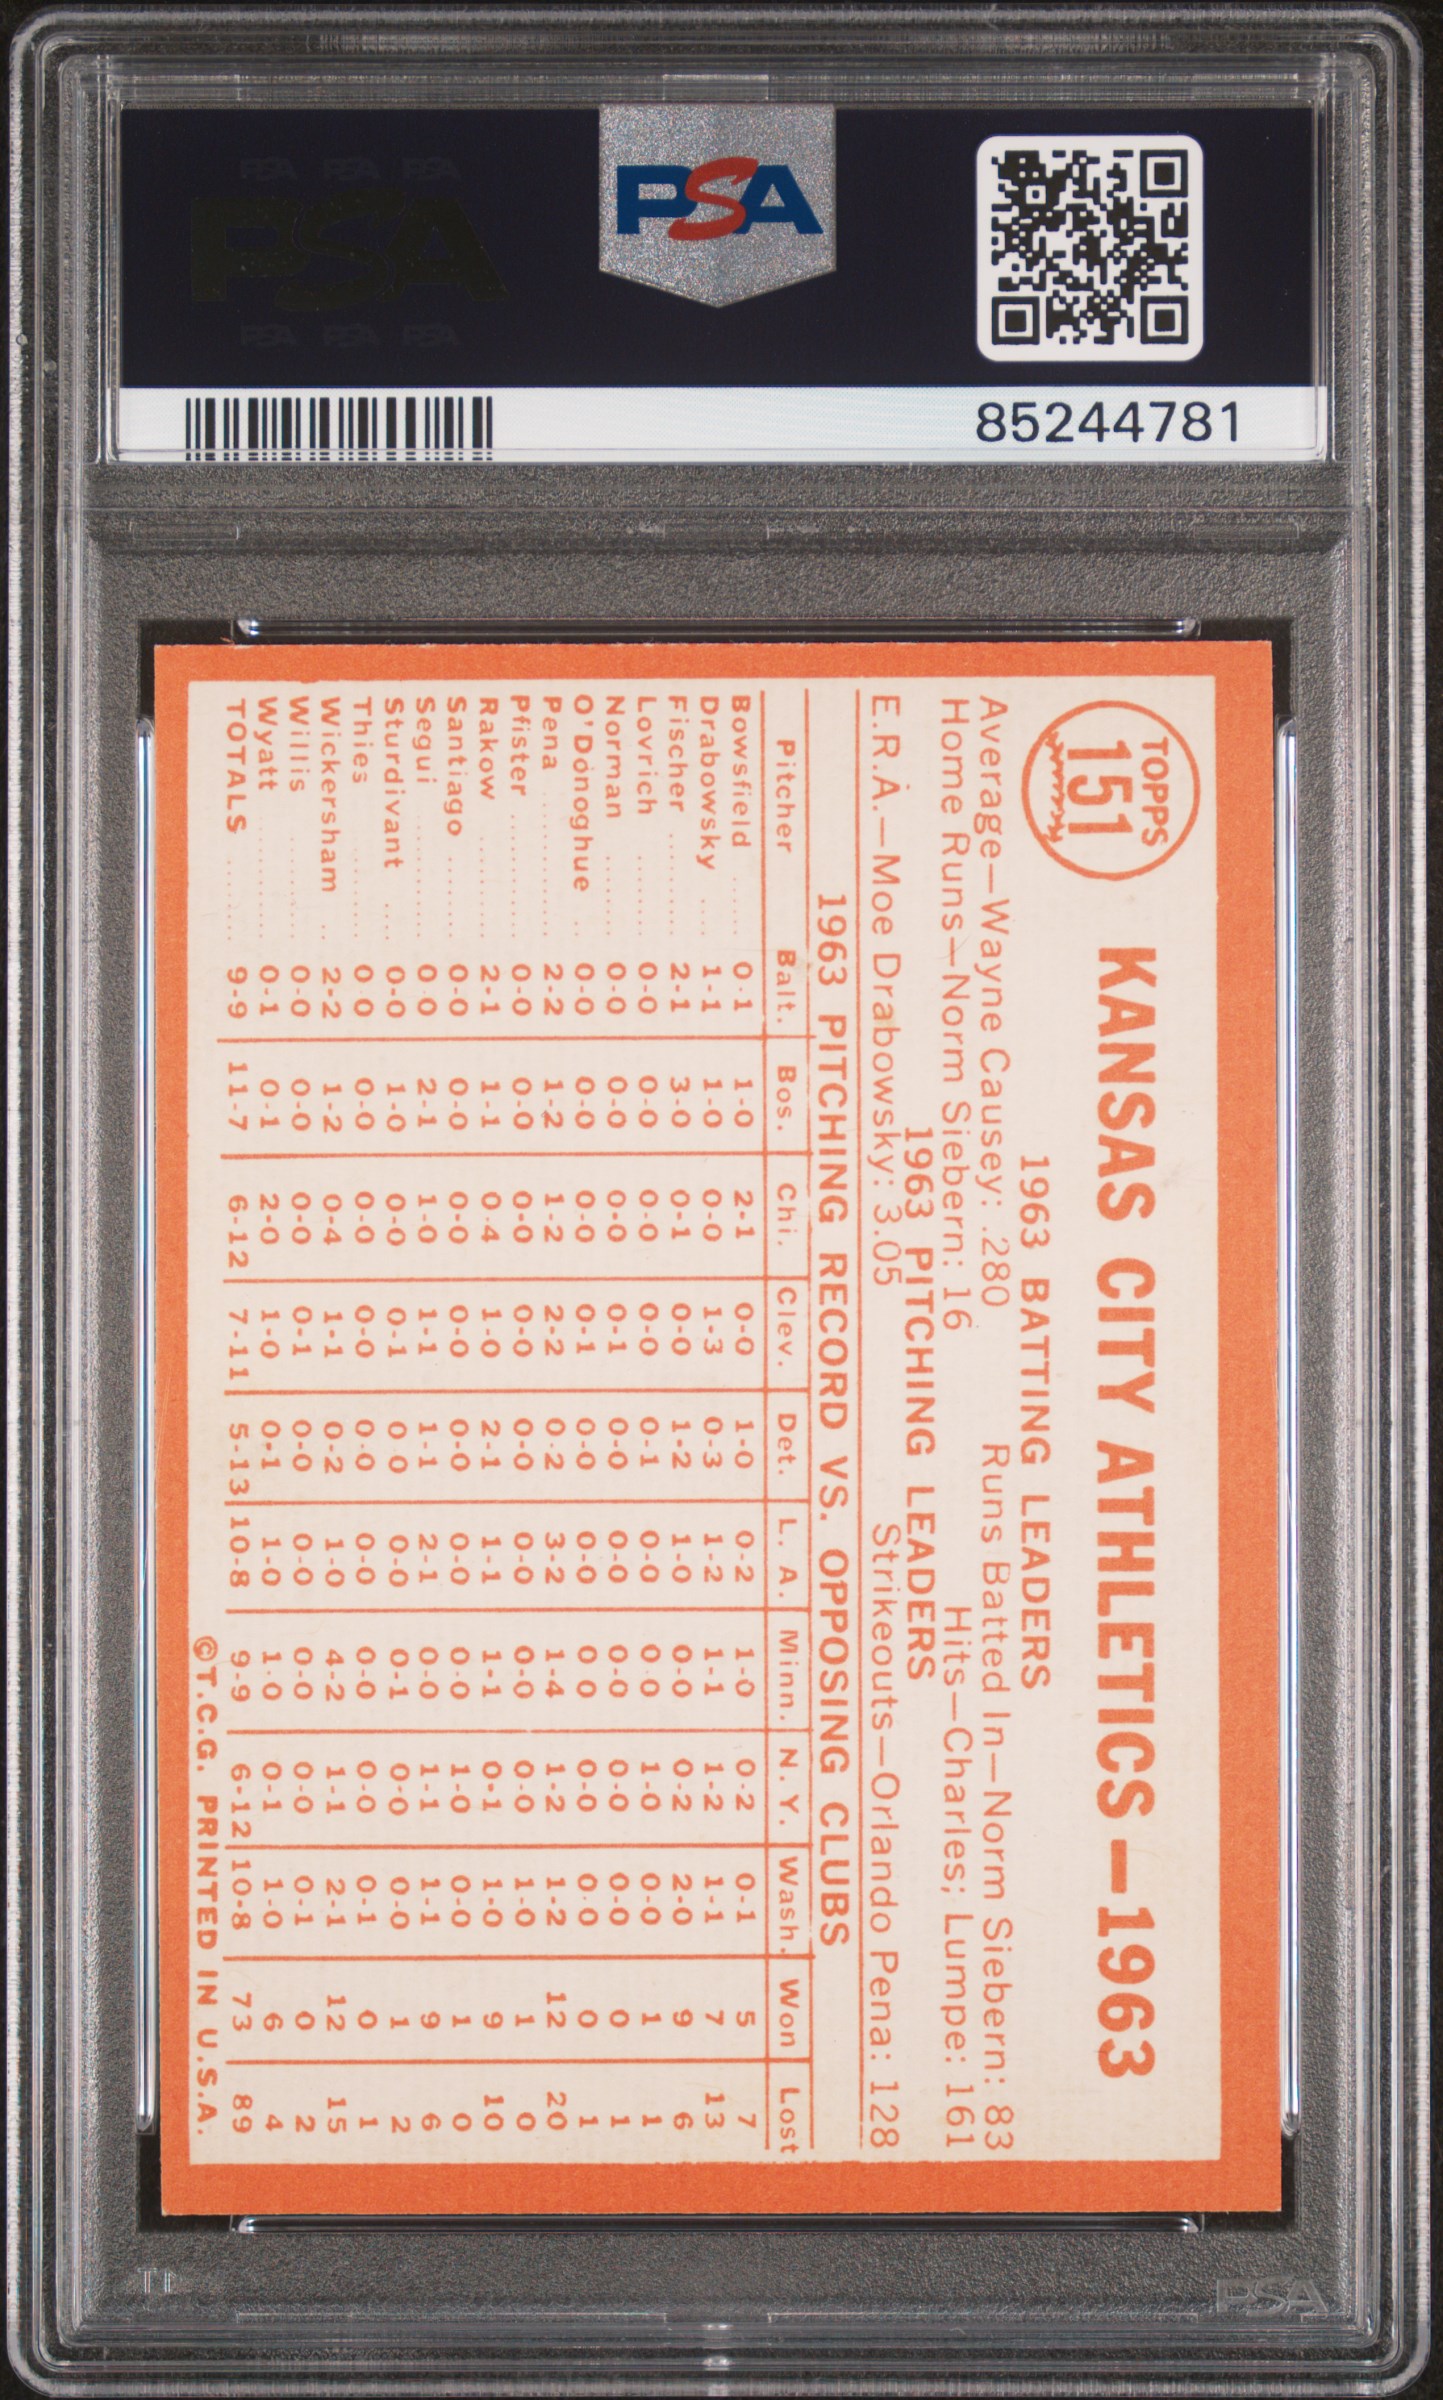 PSA PSA PSA
PSA
PSA PSA PSA
PSA
85244781
TOPPS
151
KANSAS CITY ATHLETICS—1963
1963 BATTING LEADERS
Average—Wayne Causey: .280 Runs Batted In—Norm Siebern: 83
Home Runs—Norm Siebern: 16 Hits—Charles; Lumpe: 161
1963 PITCHING LEADERS
E.R.A.—Moe Drabowsky: 3.05 Strikeouts—Orlando Pena: 128
1963 PITCHING RECORD VS. OPPOSING CLUBS
Pitcher Balt. Bos. Chi. Clev. Det. L. A. Minn. N. Y. Wash. Won Lost
Bowsfield ...... 0-1 1-0 2-1 0-0 1-0 0-2 1-0 0-2 0-1 5 7
Drabowsky .... 1-1 1-0 0-0 1-3 0-3 1-2 1-1 1-2 1-1 7 13
Fischer .......... 2-1 3-0 0-1 0-0 1-2 1-0 0-0 0-2 2-0 9 6
Lovrich ........ 0-0 0-0 0-0 0-0 0-1 0-0 0-0 1-0 0-0 1 1
Norman ........ 0-0 0-0 0-0 0-1 0-0 0-0 0-0 0-0 0-0 0 1
O'Donoghue .. 0-0 0-0 0-0 0-1 0-0 0-0 0-0 0-0 0-0 0 1
Pena .............. 2-2 1-2 1-2 2-2 0-2 3-2 1-4 1-2 1-2 12 20
Pfister ............ 0-0 0-0 0-0 0-0 0-0 0-0 0-0 0-0 1-0 1 0
Rakow .......... 2-1 1-1 0-4 1-0 2-1 1-1 1-1 0-1 1-0 9 10
Santiago ........ 0-0 0-0 0-0 0-0 0-0 0-0 0-0 1-0 0-0 1 0
Segui ............ 0-0 2-1 1-0 1-1 1-1 2-1 0-0 1-1 1-1 9 6
Sturdivant .... 0-0 1-0 0-0 0-1 0-0 0-0 0-1 0-0 0-0 1 2
Thies ............ 0-0 0-0 0-0 0-0 0-0 0-0 0-0 0-0 0-1 0 1
Wickersham .. 2-2 1-2 0-4 1-1 0-2 1-0 4-2 1-1 2-1 12 15
Willis ............ 0-0 0-0 0-0 0-1 0-0 0-0 0-0 0-0 0-1 0 2
Wyatt ............ 0-1 0-1 2-0 1-0 0-1 1-0 1-0 0-1 1-0 6 4
TOTALS ........ 9-9 11-7 6-12 7-11 5-13 10-8 9-9 6-12 10-8 73 89
©T.C.G. PRINTED IN U.S.A.
PSA